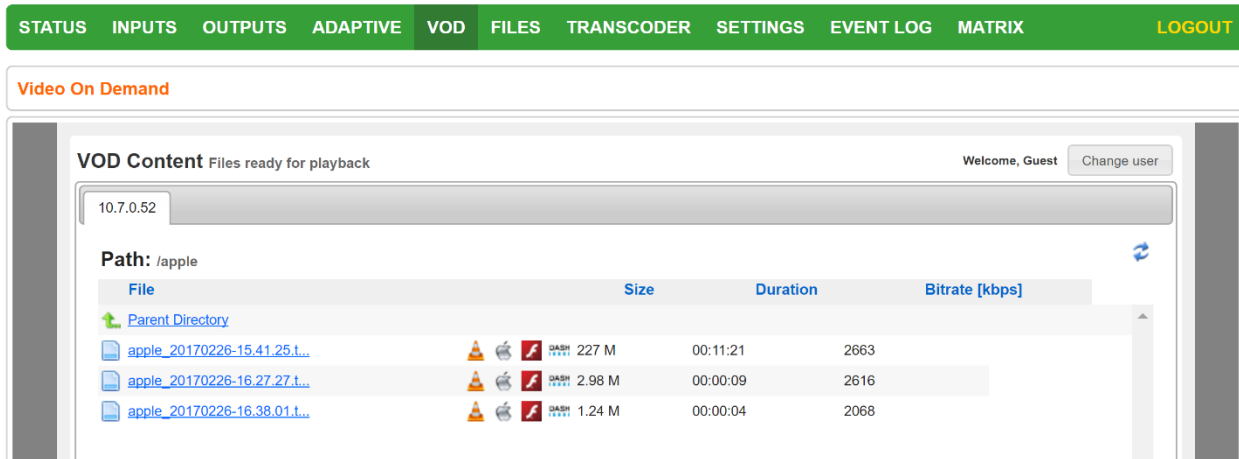 STATUS INPUTS OUTPUTS ADAPTIVE VOD FILES TRANSCODER SETTINGS EVENT LOG MATRIX LOGOUT
Video On Demand
VOD Content Files ready for playback Welcome, Guest Change user
10.7.0.52
Path: /apple
File Size Duration Bitrate [kbps]
Parent Directory
apple_20170226-15.41.25.t... DASH 227 M 00:11:21 2663
apple_20170226-16.27.27.t... DASH 2.98 M 00:00:09 2616
apple_20170226-16.38.01.t... DASH 1.24 M 00:00:04 2068